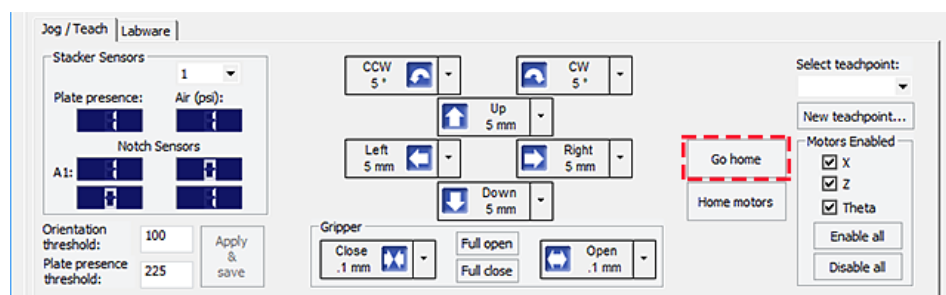 Jog / Teach
Labware
Stacker Sensors
1
Plate presence:
Air (psi):
Notch Sensors
A1:
Orientation
threshold:
100
Plate presence
threshold:
225
Apply
&
save
CCW
5 °
CW
5 °
Up
5 mm
Left
5 mm
Right
5 mm
Down
5 mm
Gripper
Close
.1 mm
Full open
Full close
Open
.1 mm
Go home
Home motors
Select teachpoint:
New teachpoint...
Motors Enabled
X
Z
Theta
Enable all
Disable all